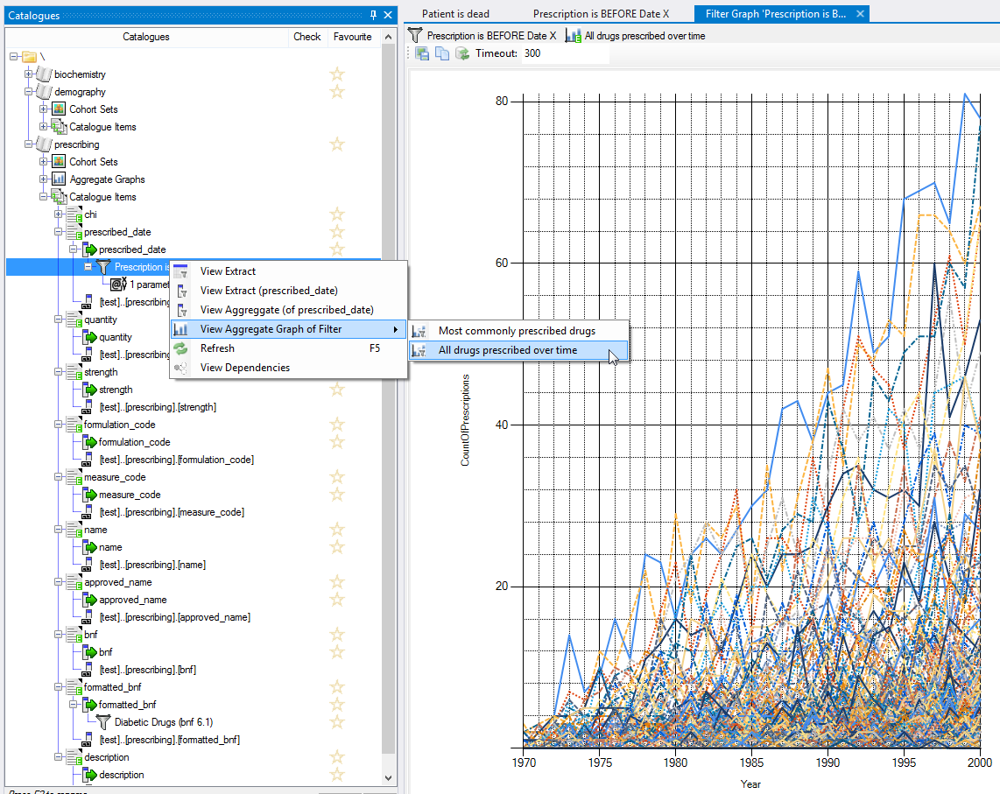 Catalogues
Catalogues Check Favourite
\
biochemistry
demography
Cohort Sets
Catalogue Items
prescribing
Cohort Sets
Aggregate Graphs
Catalogue Items
chi
prescribed_date
prescribed_date
Prescription is
1 paramet
[test]..[prescribing
quantity
quantity
[test]..[prescribing
strength
strength
[test]..[prescribing].[strength]
formulation_code
formulation_code
[test]..[prescribing].[formulation_code]
measure_code
measure_code
[test]..[prescribing].[measure_code]
name
name
[test]..[prescribing].[name]
approved_name
approved_name
[test]..[prescribing].[approved_name]
bnf
bnf
[test]..[prescribing].[bnf]
formatted_bnf
formatted_bnf
Diabetic Drugs (bnf 6.1)
[test]..[prescribing].[formatted_bnf]
description
description
View Extract
View Extract (prescribed_date)
View Aggreggate (of prescribed_date)
View Aggregate Graph of Filter
Refresh F5
View Dependencies
Most commonly prescribed drugs
All drugs prescribed over time
Patient is dead Prescription is BEFORE Date X Filter Graph 'Prescription is B...
Prescription is BEFORE Date X All drugs prescribed over time
Timeout: 300
80
60
40
20
CountOfPrescriptions
1970 1975 1980 1985 1990 1995 2000
Year